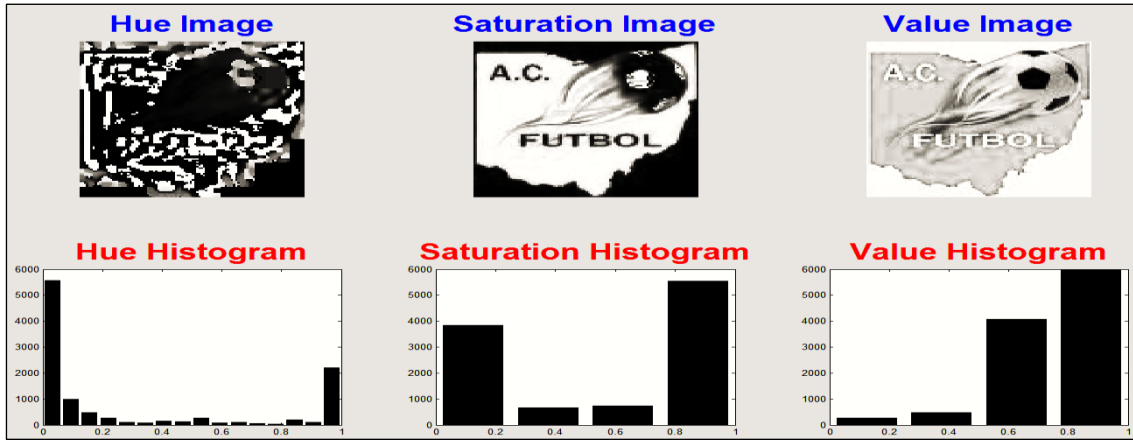 Hue Image Saturation Image Value Image
A.C. A.C.
FUTBOL FUTBOL
Hue Histogram Saturation Histogram Value Histogram
6000 6000 6000
5000 5000 5000
4000 4000 4000
3000 3000 3000
2000 2000 2000
1000 1000 1000
0 0 0
0 0.2 0.4 0.6 0.8 1 0 0.2 0.4 0.6 0.8 1 0 0.2 0.4 0.6 0.8 1